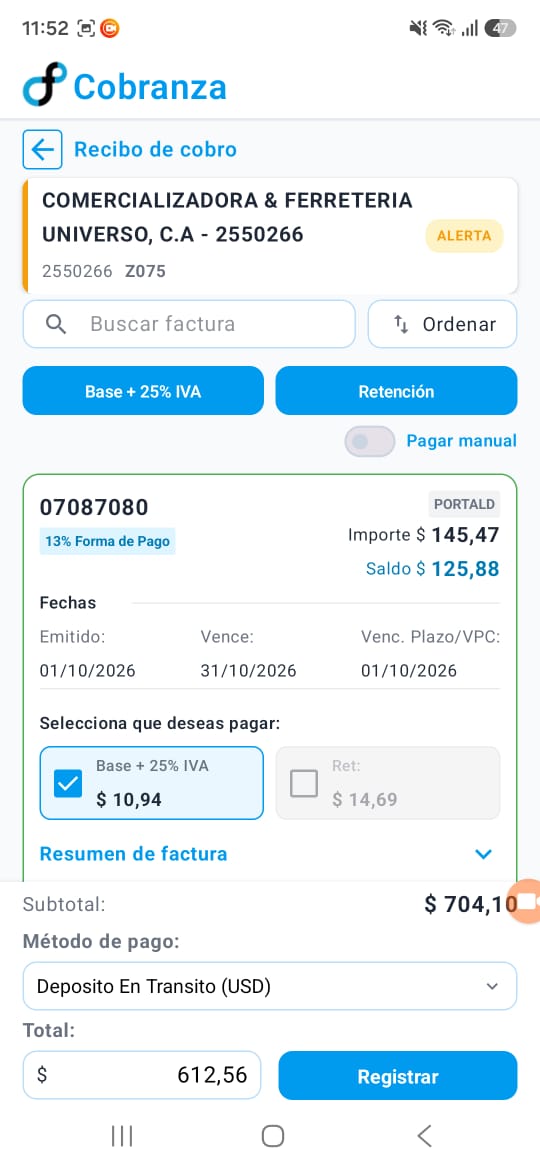 11:52
47
Cobranza
Recibo de cobro
COMERCIALIZADORA & FERRETERIA
UNIVERSO, C.A - 2550266
ALERTA
2550266 Z075
Buscar factura
Ordenar
Base + 25% IVA
Retención
Pagar manual
07087080
PORTALD
13% Forma de Pago
Importe $ 145,47
Saldo $ 125,88
Fechas
Emitido: Vence: Venc. Plazo/VPC:
01/10/2026 31/10/2026 01/10/2026
Selecciona que deseas pagar:
Base + 25% IVA
$ 10,94
Ret:
$ 14,69
Resumen de factura
Subtotal: $ 704,10
Método de pago:
Deposito En Transito (USD)
Total:
$ 612,56
Registrar